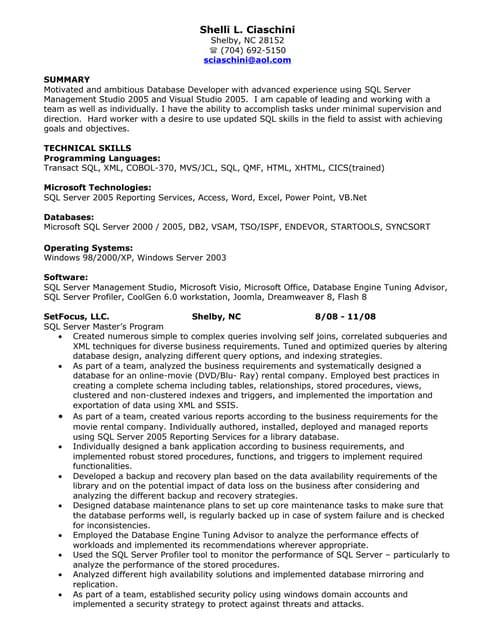 Shelli L. Ciaschini
Shelby, NC 28152
☎ (704) 692-5150
sciaschini@aol.com
SUMMARY
Motivated and ambitious Database Developer with advanced experience using SQL Server
Management Studio 2005 and Visual Studio 2005.  I am capable of leading and working with a
team as well as individually. I have the ability to accomplish tasks under minimal supervision and
direction.  Hard worker with a desire to use updated SQL skills in the field to assist with achieving
goals and objectives.
TECHNICAL SKILLS
Programming Languages:
Transact SQL, XML, COBOL-370, MVS/JCL, SQL, QMF, HTML, XHTML, CICS(trained)
Microsoft Technologies:
SQL Server 2005 Reporting Services, Access, Word, Excel, Power Point, VB.Net
Databases:
Microsoft SQL Server 2000 / 2005, DB2, VSAM, TSO/ISPF, ENDEVOR, STARTOOLS, SYNCSORT
Operating Systems:
Windows 98/2000/XP, Windows Server 2003
Software:
SQL Server Management Studio, Microsoft Visio, Microsoft Office, Database Engine Tuning Advisor,
SQL Server Profiler, CoolGen 6.0 workstation, Joomla, Dreamweaver 8, Flash 8
SetFocus, LLC. Shelby, NC 8/08 - 11/08
SQL Server Master's Program
• Created numerous simple to complex queries involving self joins, correlated subqueries and
XML techniques for diverse business requirements. Tuned and optimized queries by altering
database design, analyzing different query options, and indexing strategies.
• As part of a team, analyzed the business requirements and systematically designed a
database for an online-movie (DVD/Blu- Ray) rental company. Employed best practices in
creating a complete schema including tables, relationships, stored procedures, views,
clustered and non-clustered indexes and triggers, and implemented the importation and
exportation of data using XML and SSIS.
• As part of a team, created various reports according to the business requirements for the
movie rental company. Individually authored, installed, deployed and managed reports
using SQL Server 2005 Reporting Services for a library database.
• Individually designed a bank application according to business requirements, and
implemented robust stored procedures, functions, and triggers to implement required
functionalities.
• Developed a backup and recovery plan based on the data availability requirements of the
library and on the potential impact of data loss on the business after considering and
analyzing the different backup and recovery strategies.
• Designed database maintenance plans to set up core maintenance tasks to make sure that
the database performs well, is regularly backed up in case of system failure and is checked
for inconsistencies.
• Employed the Database Engine Tuning Advisor to analyze the performance effects of
workloads and implemented its recommendations wherever appropriate.
• Used the SQL Server Profiler tool to monitor the performance of SQL Server – particularly to
analyze the performance of the stored procedures.
• Analyzed different high availability solutions and implemented database mirroring and
replication.
• As part of a team, established security policy using windows domain accounts and
implemented a security strategy to protect against threats and attacks.